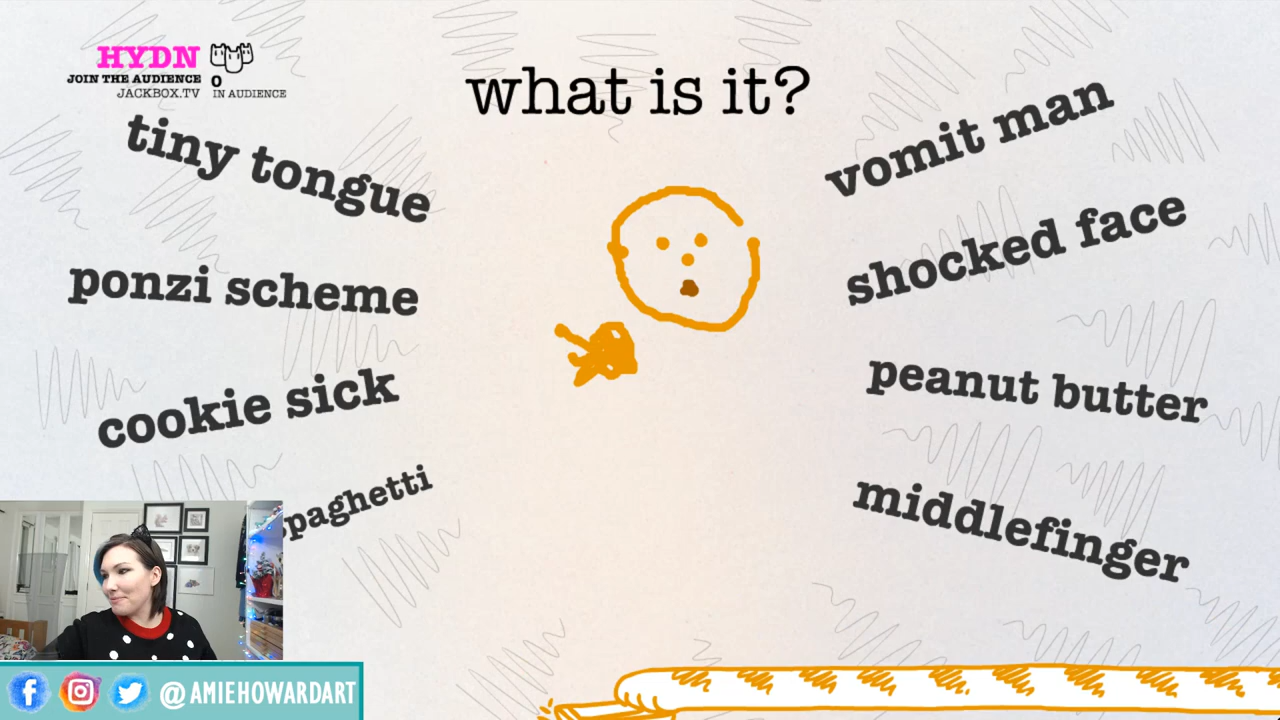 HYDN
JOIN THE AUDIENCE
JACKBOX.TV
0
IN AUDIENCE
what is it?
tiny tongue
ponzi scheme
cookie sick
paghetti
vomit man
shocked face
peanut butter
middlefinger
@AMIEHOWARDART